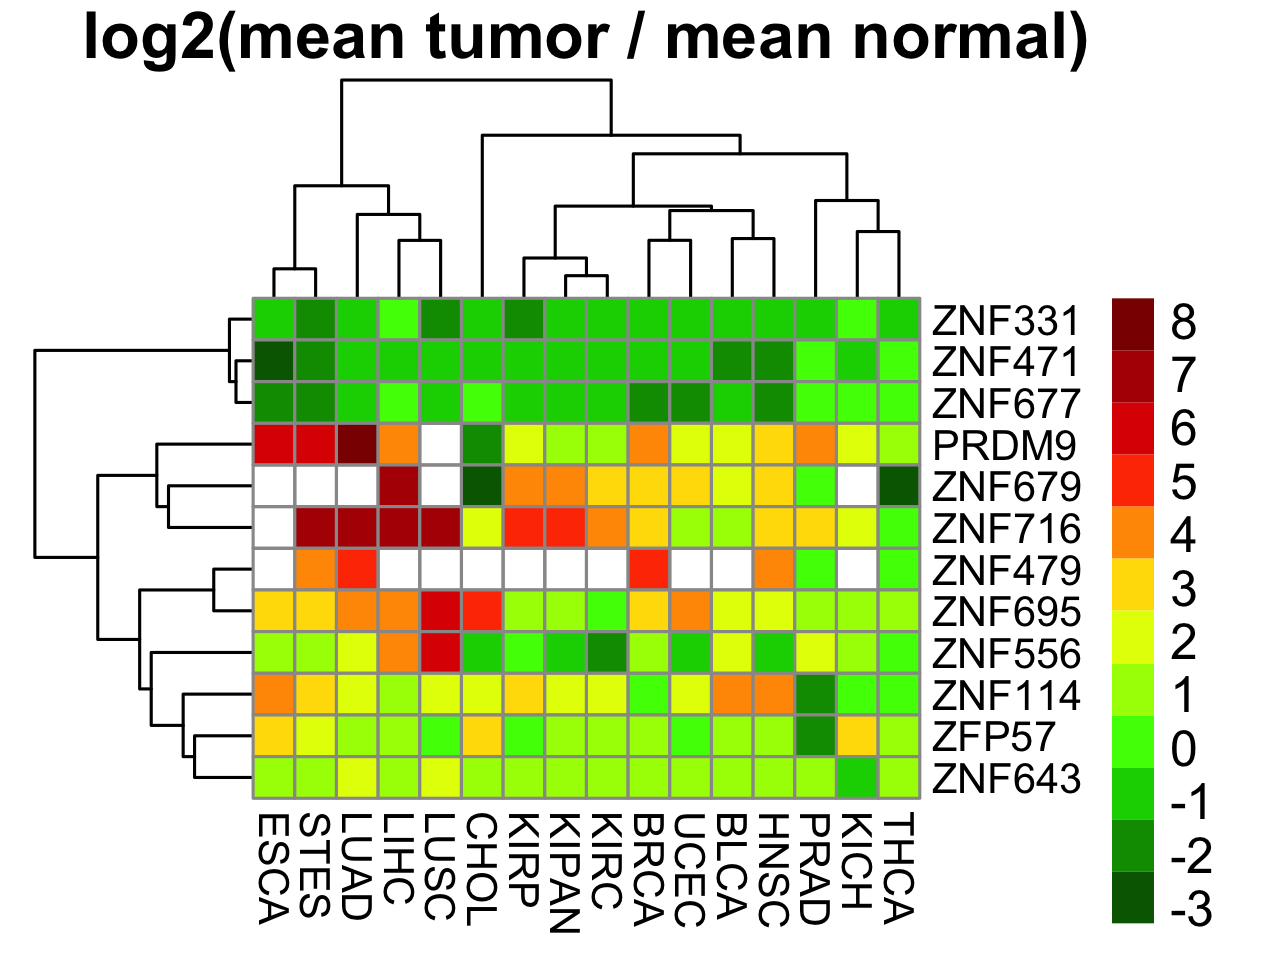 log2(mean tumor / mean normal)
ZNF331
ZNF471
ZNF677
PRDM9
ZNF679
ZNF716
ZNF479
ZNF695
ZNF556
ZNF114
ZFP57
ZNF643
8
7
6
5
4
3
2
1
0
-1
-2
-3
ESCA
STES
LUAD
LIHC
LUSC
CHOL
KIRP
KIPAN
KIRC
BRCA
UCEC
BLCA
HNSC
PRAD
KICH
THCA